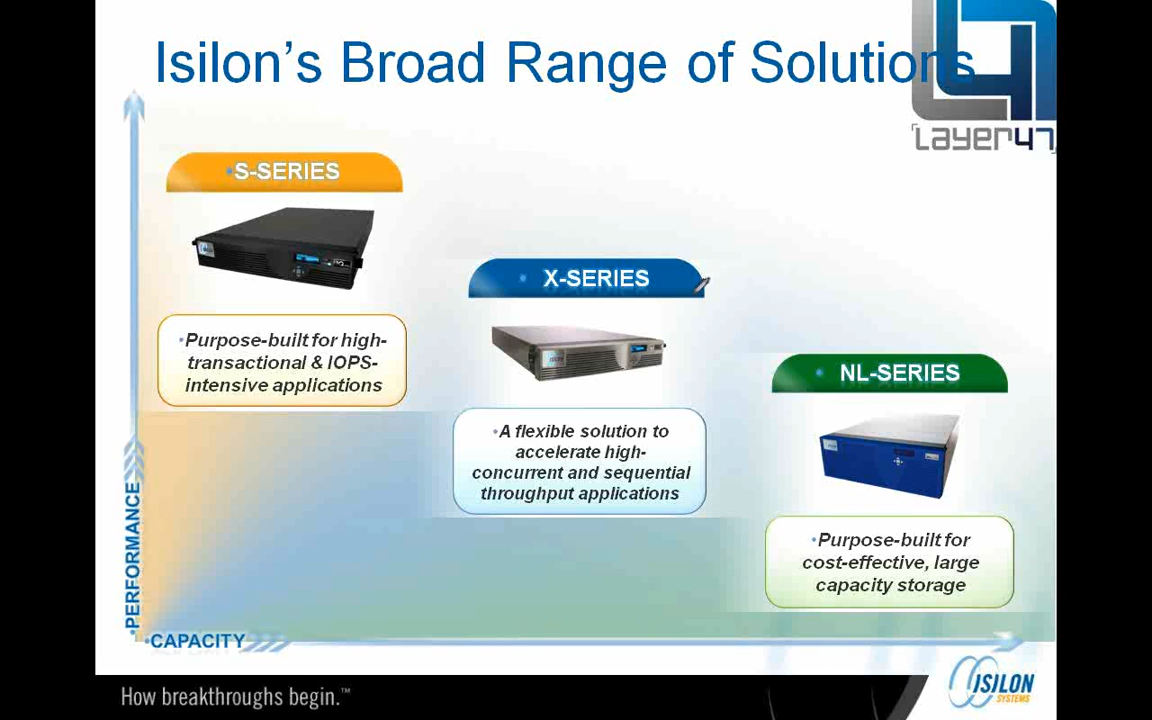 Isilon's Broad Range of Solutions
Layer47
•S-SERIES
•Purpose-built for high-
transactional & IOPS-
intensive applications
• X-SERIES
•A flexible solution to
accelerate high-
concurrent and sequential
throughput applications
• NL-SERIES
•Purpose-built for
cost-effective, large
capacity storage
•PERFORMANCE
•CAPACITY
How breakthroughs begin.™
ISILON
SYSTEMS